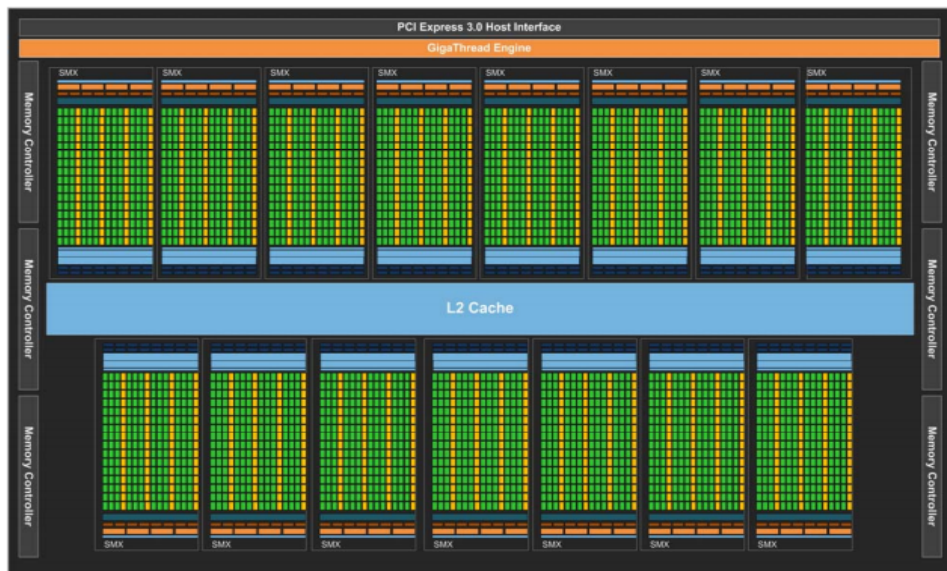 PCI Express 3.0 Host Interface
GigaThread Engine
Memory Controller
Memory Controller
SMX SMX SMX SMX SMX SMX SMX SMX
Memory Controller
Memory Controller
L2 Cache
Memory Controller
Memory Controller
SMX SMX SMX SMX SMX SMX SMX